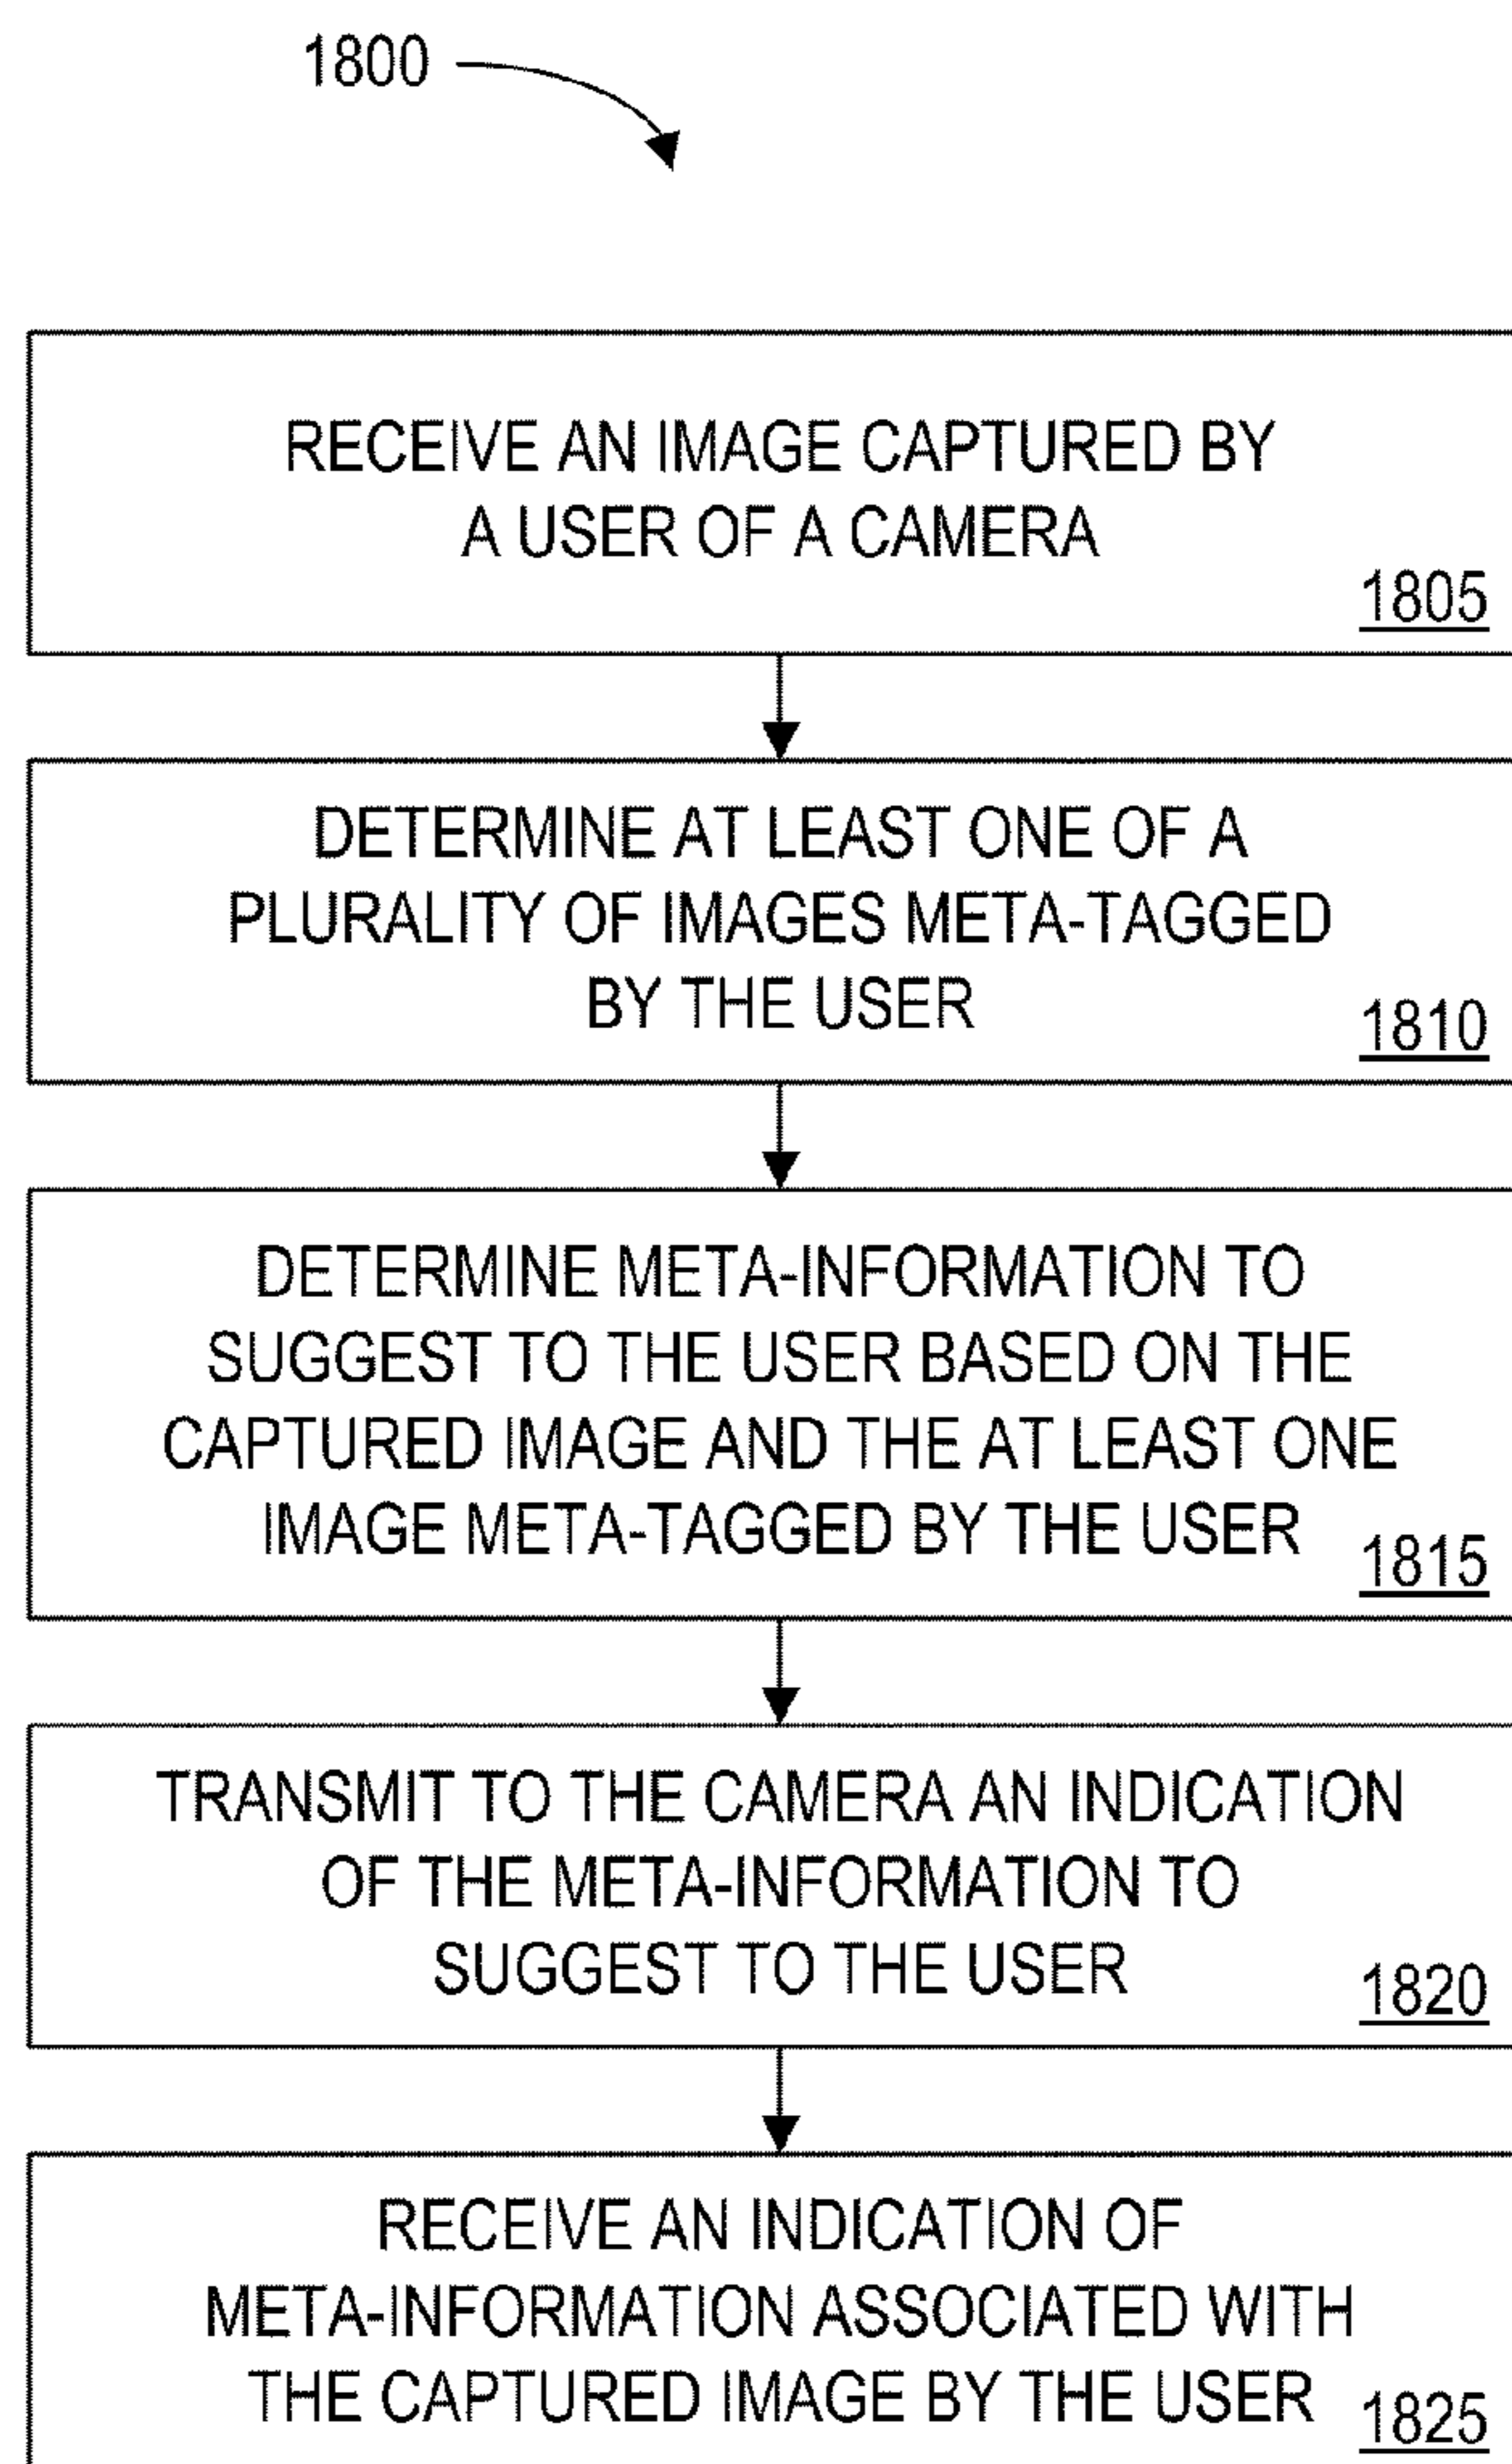 1800
RECEIVE AN IMAGE CAPTURED BY
A USER OF A CAMERA
1805
DETERMINE AT LEAST ONE OF A
PLURALITY OF IMAGES META-TAGGED
BY THE USER
1810
DETERMINE META-INFORMATION TO
SUGGEST TO THE USER BASED ON THE
CAPTURED IMAGE AND THE AT LEAST ONE
IMAGE META-TAGGED BY THE USER
1815
TRANSMIT TO THE CAMERA AN INDICATION
OF THE META-INFORMATION TO
SUGGEST TO THE USER
1820
RECEIVE AN INDICATION OF
META-INFORMATION ASSOCIATED WITH
THE CAPTURED IMAGE BY THE USER
1825